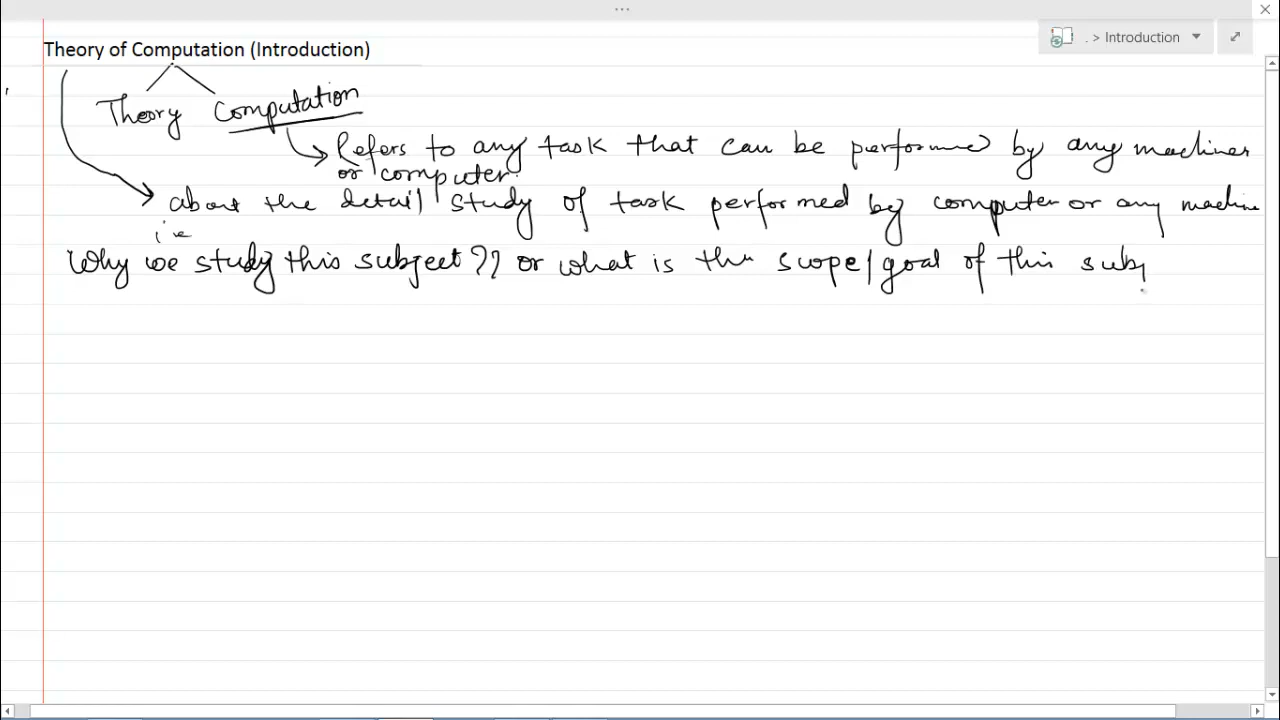 . > Introduction
Theory of Computation (Introduction)
Theory Computation
Refers to any task that can be performed by any machines
or computer.
about the detail study of task performed by computer or any machine
i.e
Why we study this subject?? or what is the scope/goal of this subj